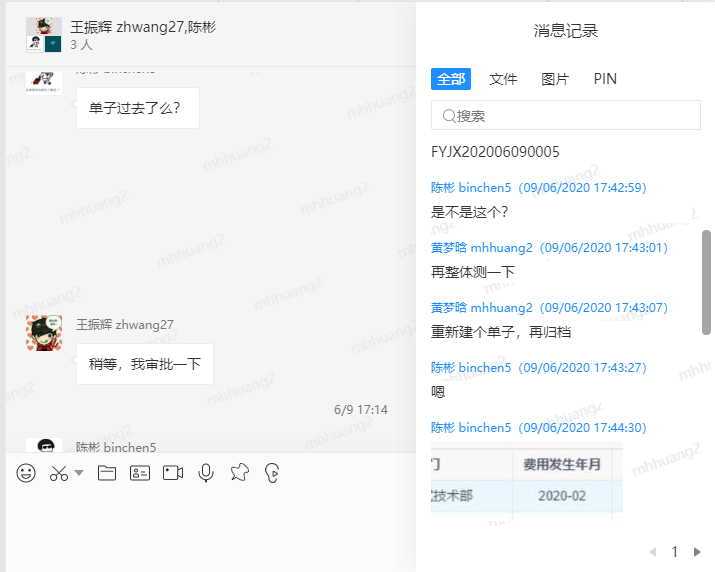 王振辉 zhwang27,陈彬
3 人
陈彬 binchen5
单子过去了么?
王振辉 zhwang27
稍等，我审批一下
6/9 17:14
陈彬 binchen5
消息记录
全部 文件 图片 PIN
搜索
FYJX202006090005
陈彬 binchen5（09/06/2020 17:42:59）
是不是这个?
黄梦晗 mhhuang2（09/06/2020 17:43:01）
再整体测一下
黄梦晗 mhhuang2（09/06/2020 17:43:07）
重新建个单子，再归档
陈彬 binchen5（09/06/2020 17:43:27）
嗯
陈彬 binchen5（09/06/2020 17:44:30）
门 费用发生年月
技术部 2020-02
1
mhhuang2